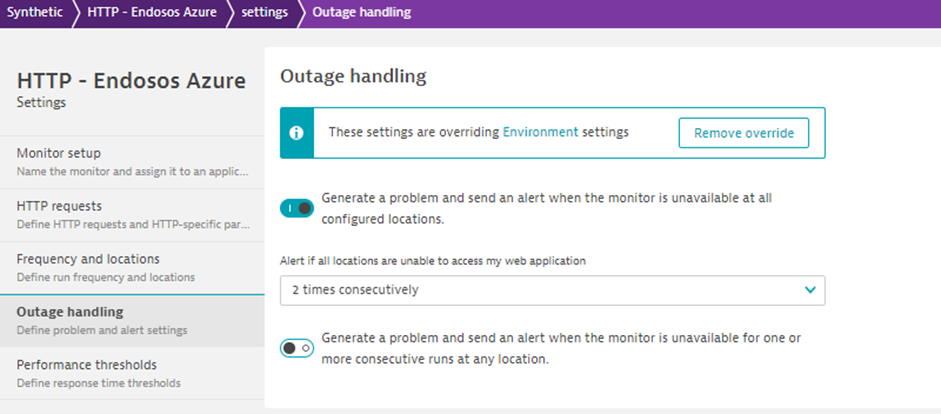 Synthetic
HTTP - Endosos Azure
settings
Outage handling
HTTP - Endosos Azure
Settings
Monitor setup
Name the monitor and assign it to an applic...
HTTP requests
Define HTTP requests and HTTP-specific par...
Frequency and locations
Define run frequency and locations
Outage handling
Define problem and alert settings
Performance thresholds
Define response time thresholds
Outage handling
These settings are overriding Environment settings
Remove override
Generate a problem and send an alert when the monitor is unavailable at all
configured locations.
Alert if all locations are unable to access my web application
2 times consecutively
Generate a problem and send an alert when the monitor is unavailable for one or
more consecutive runs at any location.